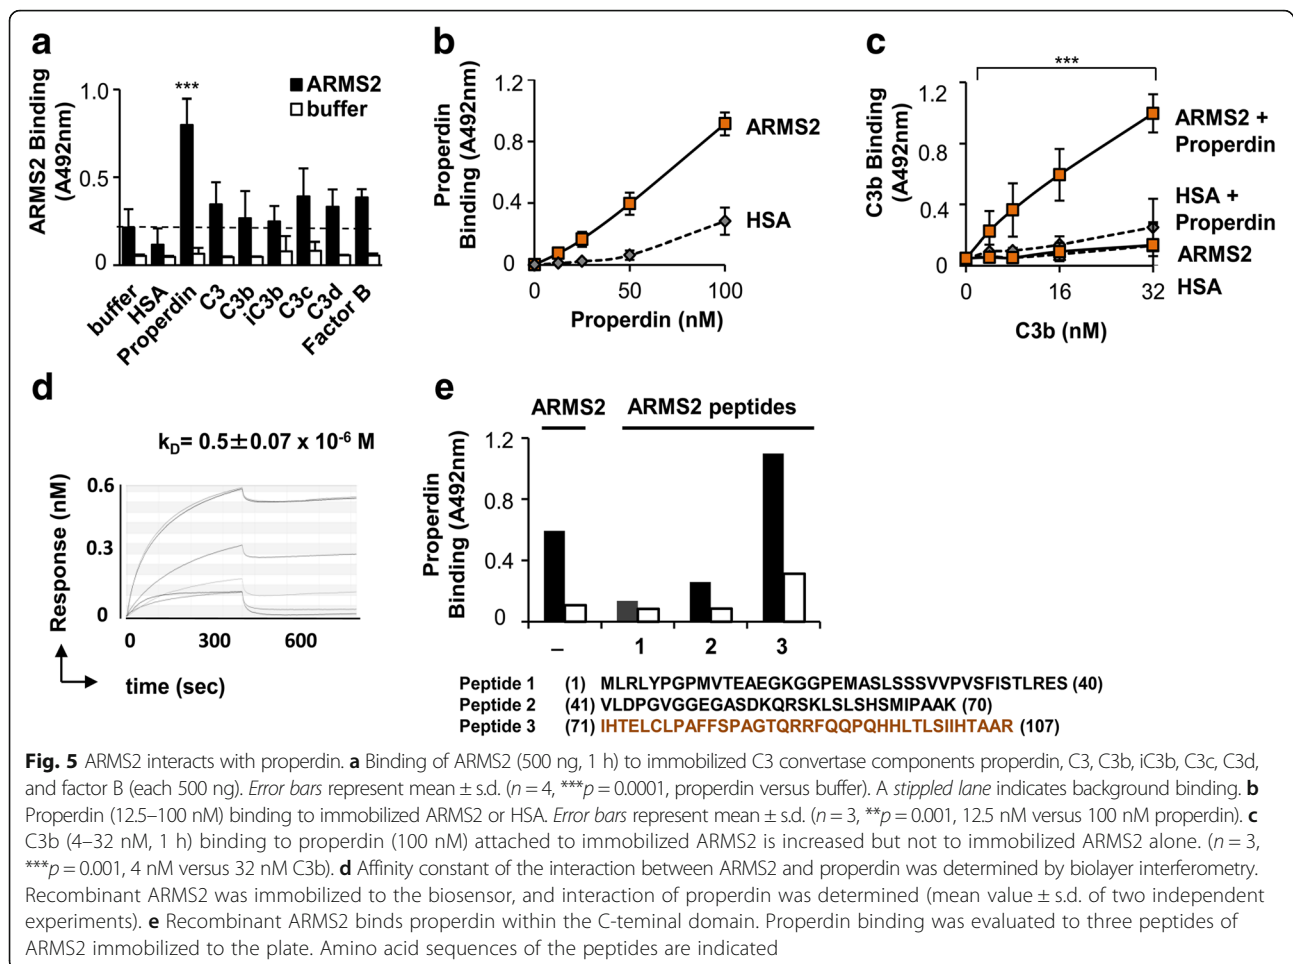 a
ARMS2 Binding
(A492nm)
1.0
0.5
0
***
ARMS2
buffer
buffer
HSA
Properdin
C3
C3b
iC3b
C3c
C3d
Factor B
b
Properdin
Binding (A492nm)
1.2
0.8
0.4
0
ARMS2
HSA
0
50
100
Properdin (nM)
c
C3b Binding
(A492nm)
***
1.2
0.8
0.4
0
ARMS2 +
Properdin
HSA +
Properdin
ARMS2
HSA
0
16
32
C3b (nM)
d
kD= 0.5±0.07 x 10-6 M
Response (nM)
0.6
0.3
0
0
300
600
time (sec)
e
ARMS2
ARMS2 peptides
Properdin
Binding (A492nm)
1.2
0.8
0.4
0
–
1
2
3
Peptide 1 (1) MLRLYPGPMVTEAEGKGGPEMASLSSSVVPVSFISTLRES (40)
Peptide 2 (41) VLDPGVGGEGASDKQRSKLSLSHSMIPAAK (70)
Peptide 3 (71) IHTELCLPAFFSPAGTQRRFQQPQHHLTLSIIHTAAR (107)
Fig. 5 ARMS2 interacts with properdin. a Binding of ARMS2 (500 ng, 1 h) to immobilized C3 convertase components properdin, C3, C3b, iC3b, C3c, C3d,
and factor B (each 500 ng). Error bars represent mean ± s.d. (n = 4, ***p = 0.0001, properdin versus buffer). A stippled lane indicates background binding. b
Properdin (12.5–100 nM) binding to immobilized ARMS2 or HSA. Error bars represent mean ± s.d. (n = 3, **p = 0.001, 12.5 nM versus 100 nM properdin). c
C3b (4–32 nM, 1 h) binding to properdin (100 nM) attached to immobilized ARMS2 is increased but not to immobilized ARMS2 alone. (n = 3,
***p = 0.001, 4 nM versus 32 nM C3b). d Affinity constant of the interaction between ARMS2 and properdin was determined by biolayer interferometry.
Recombinant ARMS2 was immobilized to the biosensor, and interaction of properdin was determined (mean value ± s.d. of two independent
experiments). e Recombinant ARMS2 binds properdin within the C-teminal domain. Properdin binding was evaluated to three peptides of
ARMS2 immobilized to the plate. Amino acid sequences of the peptides are indicated